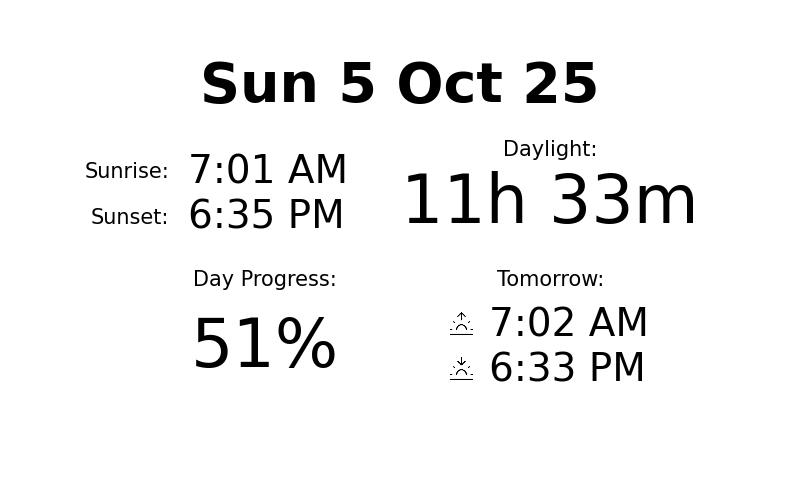 Sun 5 Oct 25
Sunrise: 7:01 AM
Sunset: 6:35 PM
Daylight:
11h 33m
Day Progress:
51%
Tomorrow:
7:02 AM
6:33 PM